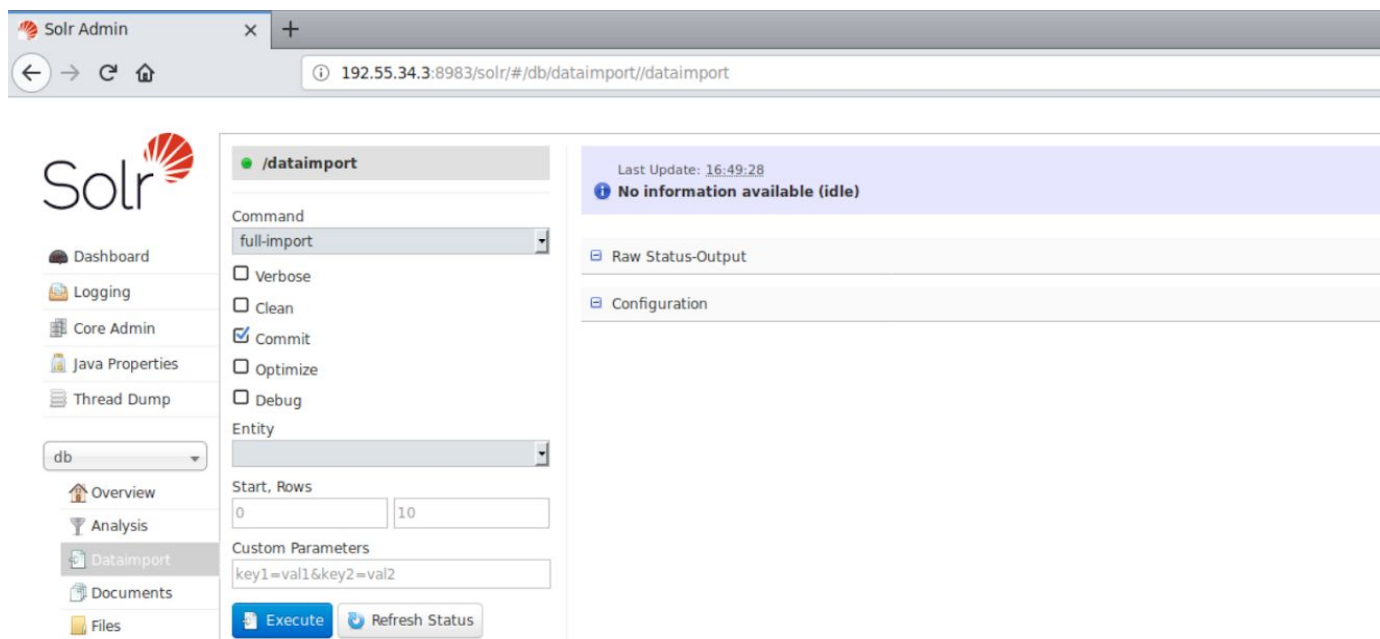 Solr Admin
192.55.34.3:8983/solr/#/db/dataimport//dataimport
Solr
Dashboard
Logging
Core Admin
Java Properties
Thread Dump
db
Overview
Analysis
Dataimport
Documents
Files
/dataimport
Command
full-import
Verbose
Clean
Commit
Optimize
Debug
Entity
Start, Rows
0 10
Custom Parameters
key1=val1&key2=val2
Execute Refresh Status
Last Update: 16:49:28
No information available (idle)
Raw Status-Output
Configuration